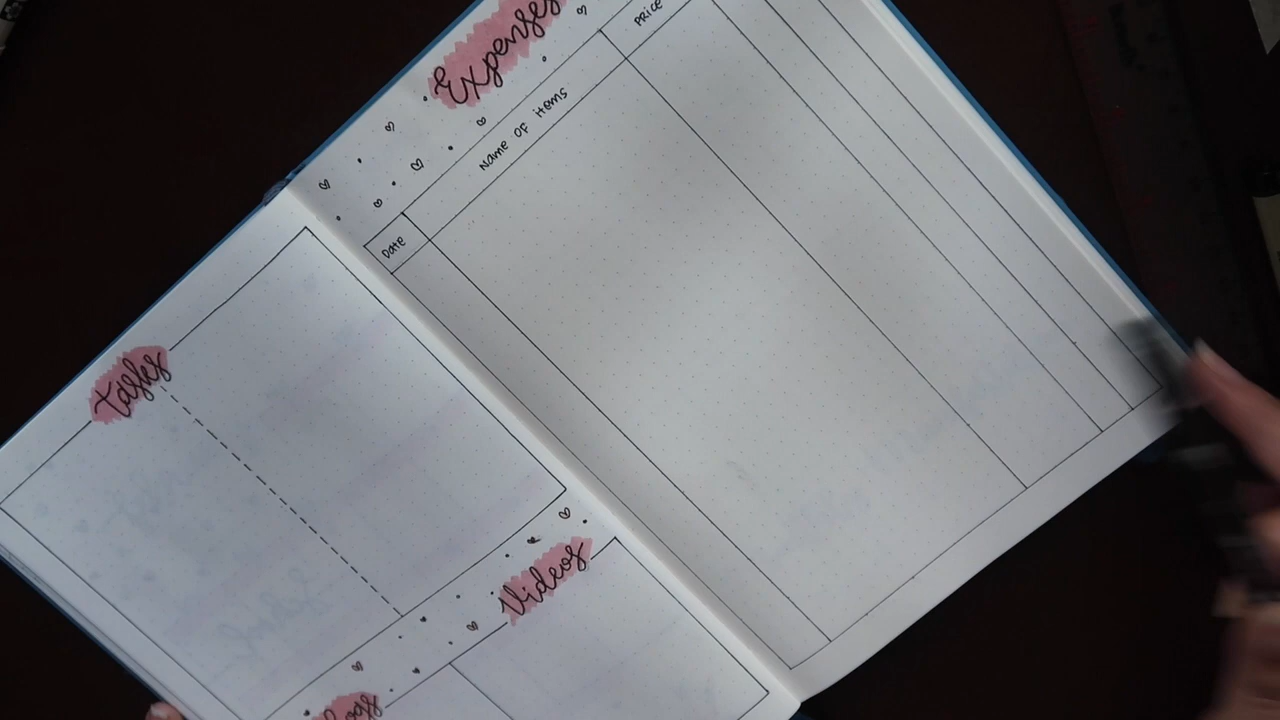 Tasks
Videos
Expenses
Date
Name of items
Price